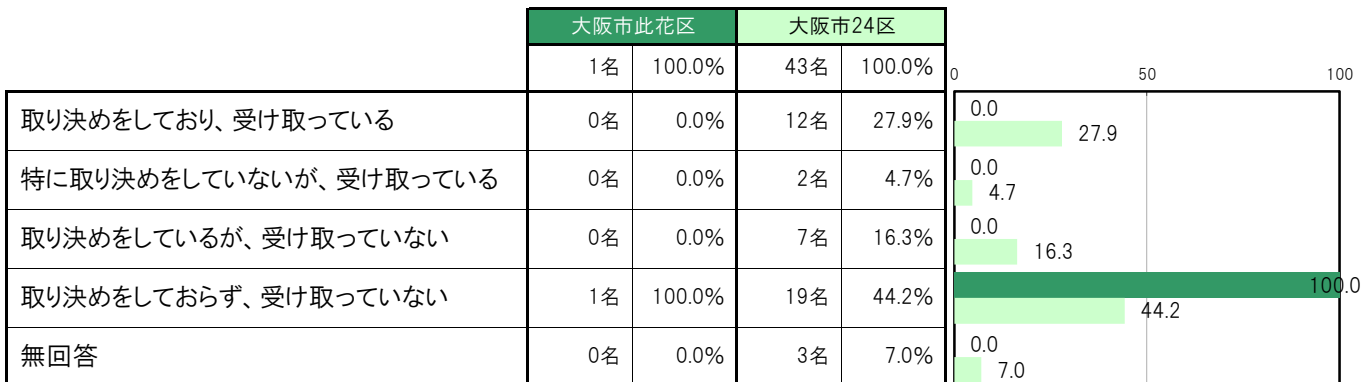 大阪市此花区 大阪市24区
1名 100.0% 43名 100.0% 0 50 100
取り決めをしており、受け取っている 0名 0.0% 12名 27.9% 0.0
27.9
特に取り決めをしていないが、受け取っている 0名 0.0% 2名 4.7% 0.0
4.7
取り決めをしているが、受け取っていない 0名 0.0% 7名 16.3% 0.0
16.3
取り決めをしておらず、受け取っていない 1名 100.0% 19名 44.2% 100.0
44.2
無回答 0名 0.0% 3名 7.0% 0.0
7.0